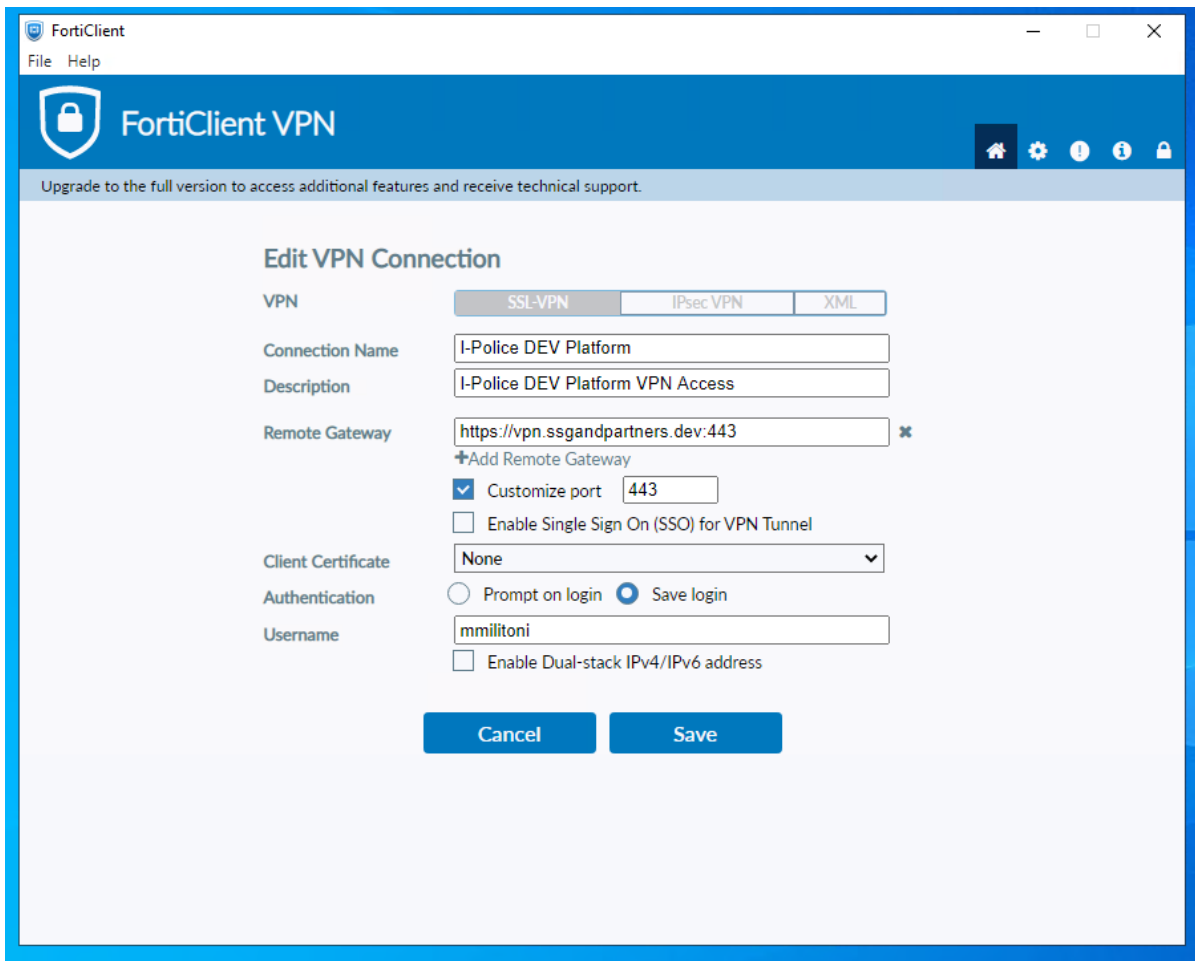 FortiClient
File Help
FortiClient VPN
Upgrade to the full version to access additional features and receive technical support.
Edit VPN Connection
VPN SSL-VPN IPsec VPN XML
Connection Name I-Police DEV Platform
Description I-Police DEV Platform VPN Access
Remote Gateway https://vpn.ssgandpartners.dev:443
+Add Remote Gateway
Customize port 443
Enable Single Sign On (SSO) for VPN Tunnel
Client Certificate None
Authentication Prompt on login Save login
Username mmilitoni
Enable Dual-stack IPv4/IPv6 address
Cancel Save